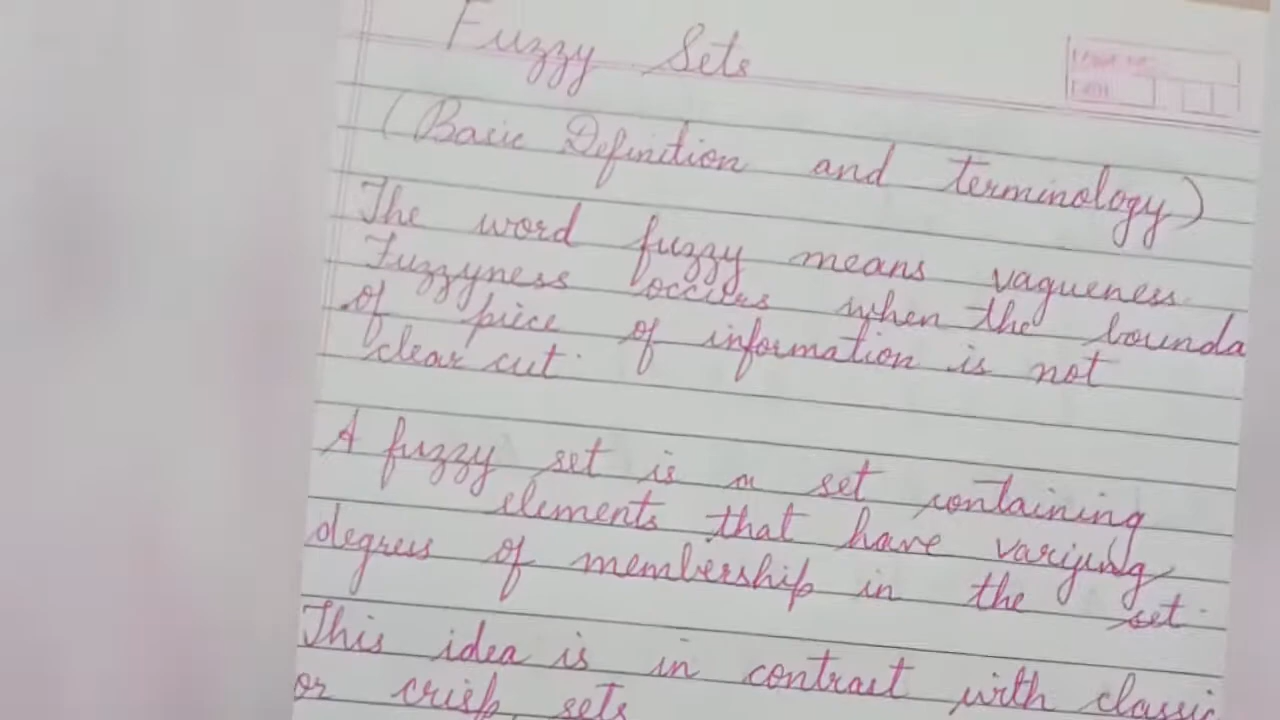 Fuzzy Sets
(Basic Definition and terminology)
The word fuzzy means vagueness.
Fuzzyness occures when the bounda
of piece of information is not
clear cut.
A fuzzy set is a set containing
elements that have varying
degrees of membership in the set.
This idea is in contrast with classic
or crisp sets